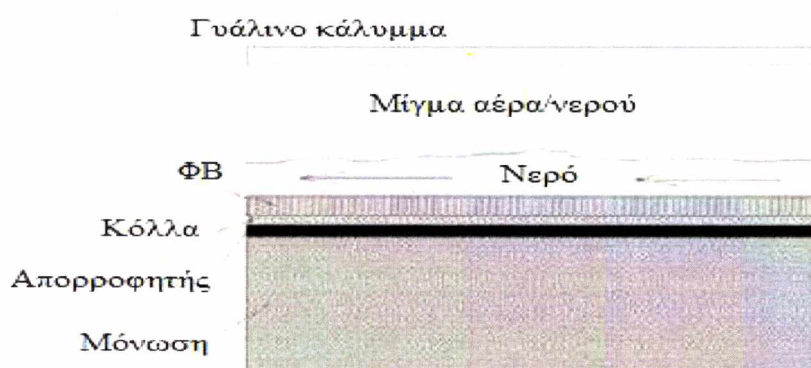 Γυάλινο κάλυμμα
Μίγμα αέρα/νερού
ΦΒ
Νερό
Κόλλα
Απορροφητής
Μόνωση